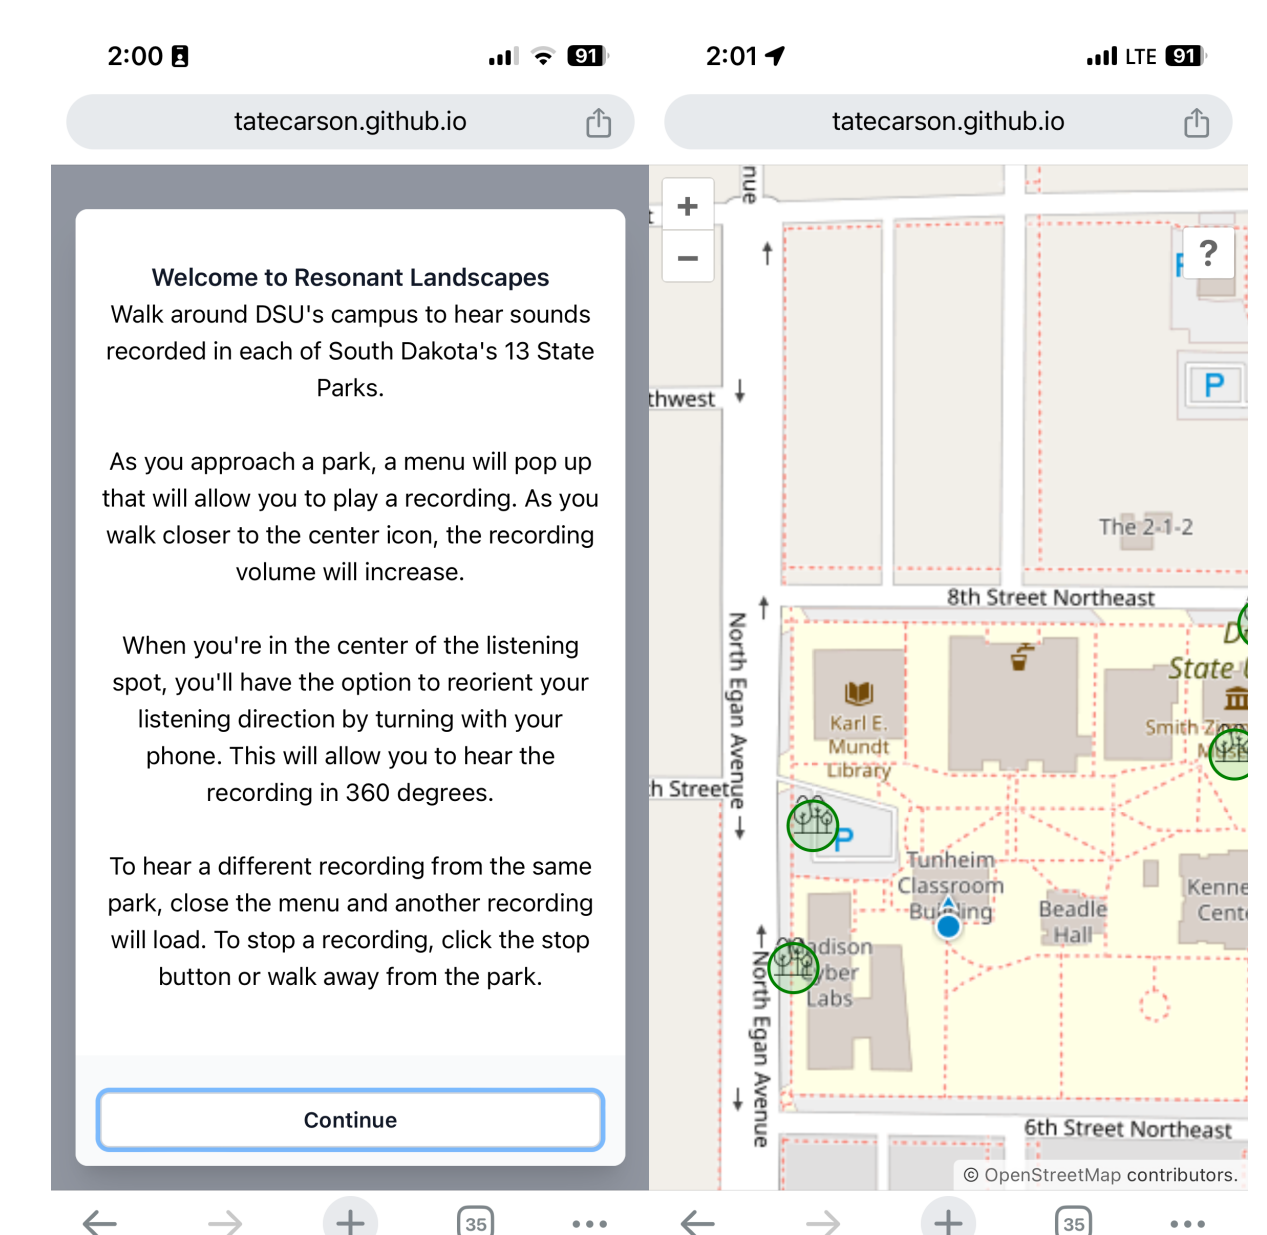 2:00
91
tatecarson.github.io
Welcome to Resonant Landscapes
Walk around DSU's campus to hear sounds
recorded in each of South Dakota's 13 State
Parks.
As you approach a park, a menu will pop up
that will allow you to play a recording. As you
walk closer to the center icon, the recording
volume will increase.
When you're in the center of the listening
spot, you'll have the option to reorient your
listening direction by turning with your
phone. This will allow you to hear the
recording in 360 degrees.
To hear a different recording from the same
park, close the menu and another recording
will load. To stop a recording, click the stop
button or walk away from the park.
Continue
35
2:01
LTE 91
tatecarson.github.io
+
−
?
nue
P
thwest
The 2-1-2
8th Street Northeast
North Egan Avenue
State
Karl E.
Mundt
Library
Smith
h Street
P
Tunheim
Classroom
Building
Beadle
Hall
Kenne
Cente
adison
yber
Labs
North Egan Avenue
6th Street Northeast
© OpenStreetMap contributors.
35